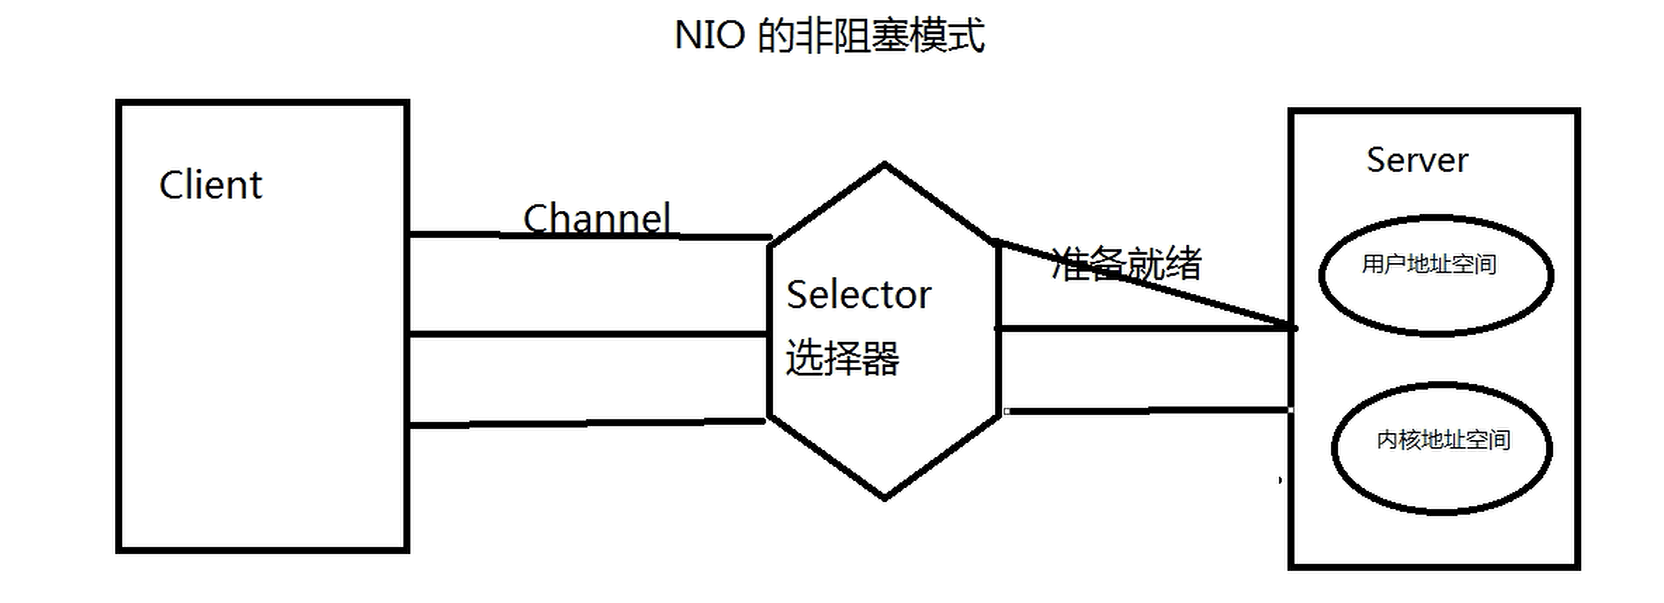 NIO 的非阻塞模式
Client
Channel
Selector
选择器
准备就绪
Server
用户地址空间
内核地址空间